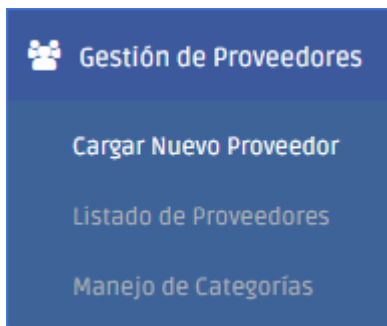 Gestión de Proveedores
Cargar Nuevo Proveedor
Listado de Proveedores
Manejo de Categorías